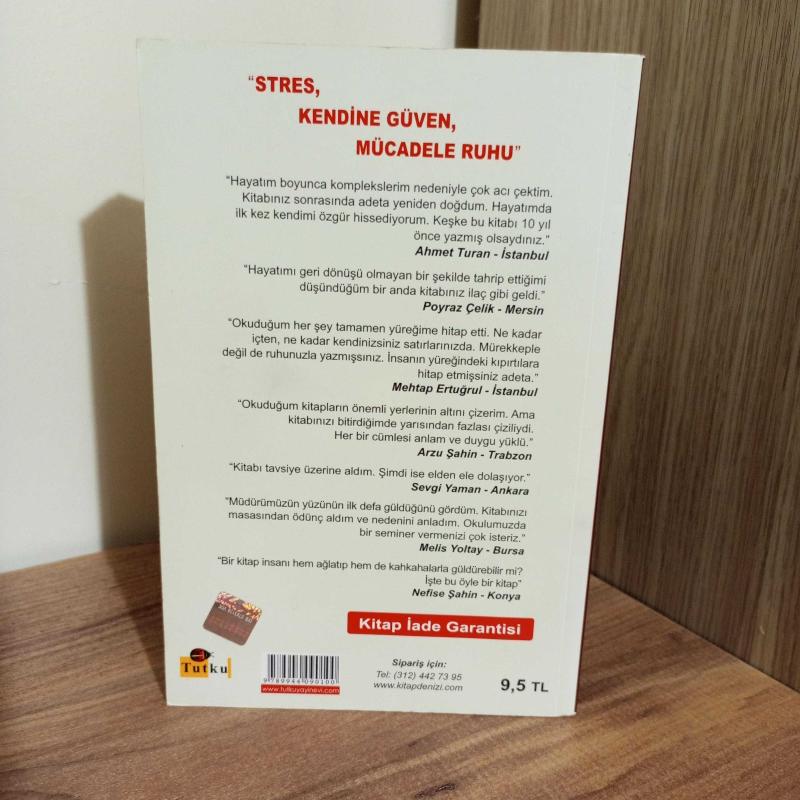 “STRES,
KENDİNE GÜVEN,
MÜCADELE RUHU”
“Hayatım boyunca komplekslerim nedeniyle çok acı çektim.
Kitabınız sonrasında adeta yeniden doğdum. Hayatımda
ilk kez kendimi özgür hissediyorum. Keşke bu kitabı 10 yıl
önce yazmış olsaydınız.”
Ahmet Turan - İstanbul
“Hayatımı geri dönüşü olmayan bir şekilde tahrip ettiğimi
düşündüğüm bir anda kitabınız ilaç gibi geldi.”
Poyraz Çelik - Mersin
“Okuduğum her şey tamamen yüreğime hitap etti. Ne kadar
içten, ne kadar kendinizsiniz satırlarınızda. Mürekkeple
değil de ruhunuzla yazmışsınız. İnsanın yüreğindeki kıpırtılara
hitap etmişsiniz adeta.”
Mehtap Ertuğrul - İstanbul
“Okuduğum kitapların önemli yerlerinin altını çizerim. Ama
kitabınızı bitirdiğimde yarısından fazlası çiziliydi.
Her bir cümlesi anlam ve duygu yüklü.”
Arzu Şahin - Trabzon
“Kitabı tavsiye üzerine aldım. Şimdi ise elden ele dolaşıyor.”
Sevgi Yaman - Ankara
“Müdürümüzün yüzünün ilk defa güldüğünü gördüm. Kitabınızı
masasından ödünç aldım ve nedenini anladım. Okulumuzda
bir seminer vermenizi çok isteriz.”
Melis Yoltay - Bursa
“Bir kitap insanı hem ağlatıp hem de kahkahalarla güldürebilir mi?
İşte bu öyle bir kitap”
Nefise Şahin - Konya
Kitap İade Garantisi
Tutku
9789944090100
www.tutkuyayinevi.com
Sipariş için:
Tel: (312) 442 73 95
www.kitapdenizi.com
9,5 TL